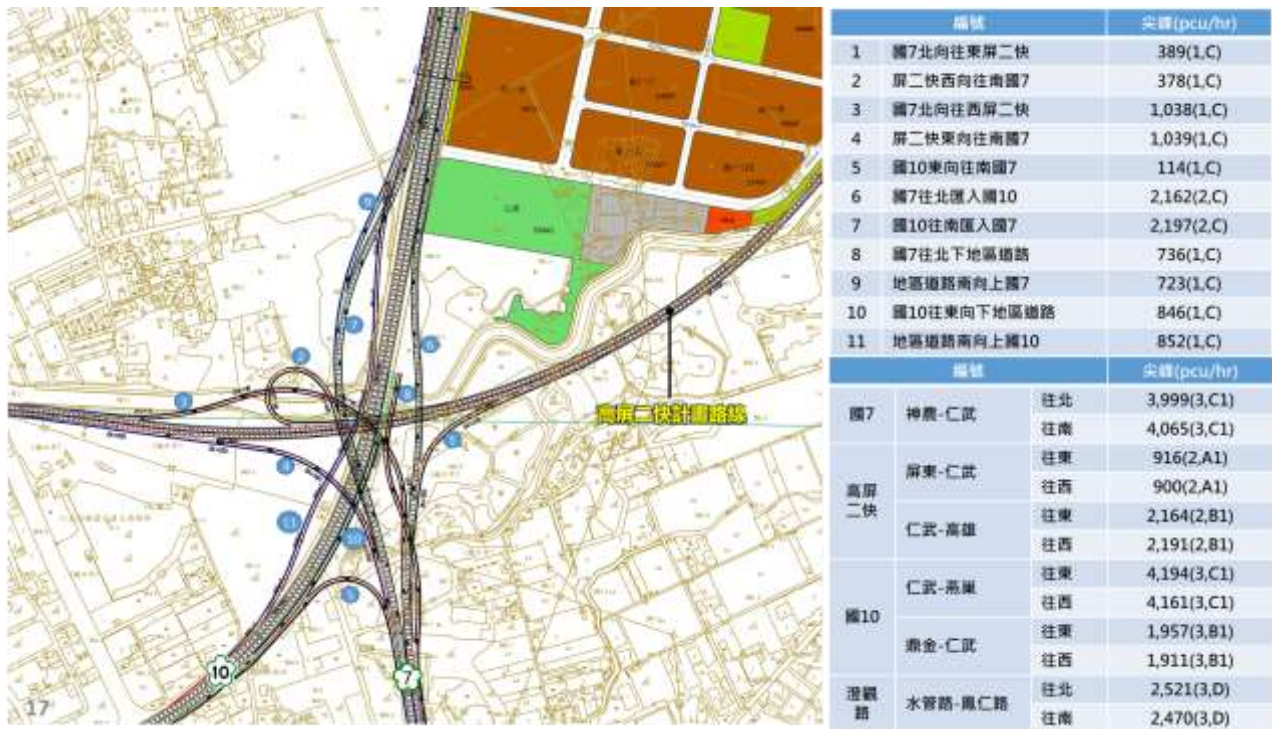 高屏二快計畫路線
9
7
2
6
3
8
1
4
11
10
5
10
7
17
編號 尖峰(pcu/hr)
1 國7北向往東屏二快 389(1,C)
2 屏二快西向往南國7 378(1,C)
3 國7北向往西屏二快 1,038(1,C)
4 屏二快東向往南國7 1,039(1,C)
5 國10東向往南國7 114(1,C)
6 國7往北匯入國10 2,162(2,C)
7 國10往南匯入國7 2,197(2,C)
8 國7往北下地區道路 736(1,C)
9 地區道路南向上國7 723(1,C)
10 國10往東向下地區道路 846(1,C)
11 地區道路南向上國10 852(1,C)
編號 尖峰(pcu/hr)
國7 神農-仁武 往北 3,999(3,C1)
往南 4,065(3,C1)
高屏二快 屏東-仁武 往東 916(2,A1)
往西 900(2,A1)
仁武-高雄 往東 2,164(2,B1)
往西 2,191(2,B1)
國10 仁武-燕巢 往東 4,194(3,C1)
往西 4,161(3,C1)
鼎金-仁武 往東 1,957(3,B1)
往西 1,911(3,B1)
澄觀路 水管路-鳳仁路 往北 2,521(3,D)
往南 2,470(3,D)